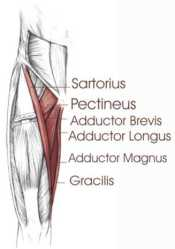 Sartorius
Pectineus
Adductor Brevis
Adductor Longus
Adductor Magnus
Gracilis